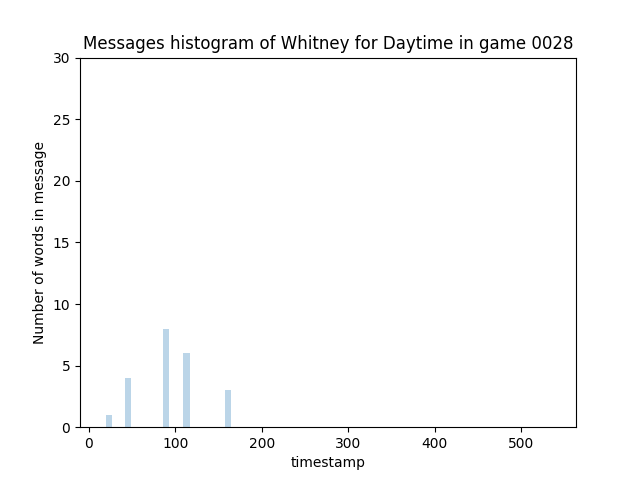 Messages histogram of Whitney for Daytime in game 0028
30
25
20
15
10
5
0
Number of words in message
0 100 200 300 400 500
timestamp